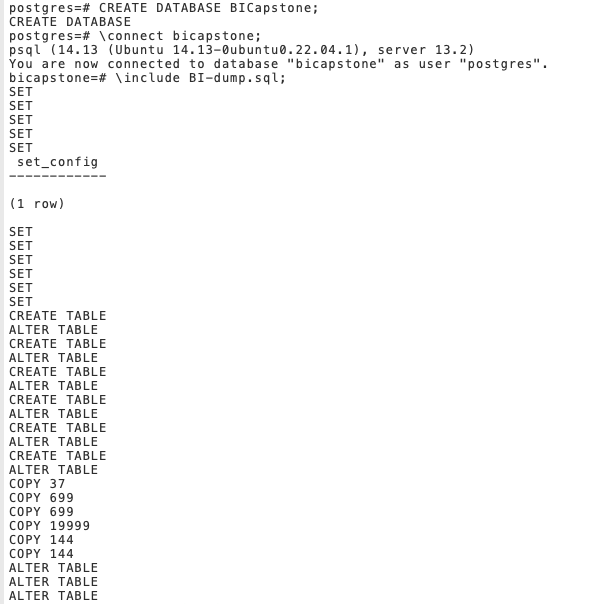 postgres=# CREATE DATABASE BICapstone;
CREATE DATABASE
postgres=# \connect bicapstone;
psql (14.13 (Ubuntu 14.13-0ubuntu0.22.04.1), server 13.2)
You are now connected to database "bicapstone" as user "postgres".
bicapstone=# \include BI-dump.sql;
SET
SET
SET
SET
SET
 set_config
------------

(1 row)

SET
SET
SET
SET
SET
SET
CREATE TABLE
ALTER TABLE
CREATE TABLE
ALTER TABLE
CREATE TABLE
ALTER TABLE
CREATE TABLE
ALTER TABLE
CREATE TABLE
ALTER TABLE
CREATE TABLE
ALTER TABLE
COPY 37
COPY 699
COPY 699
COPY 19999
COPY 144
COPY 144
ALTER TABLE
ALTER TABLE
ALTER TABLE